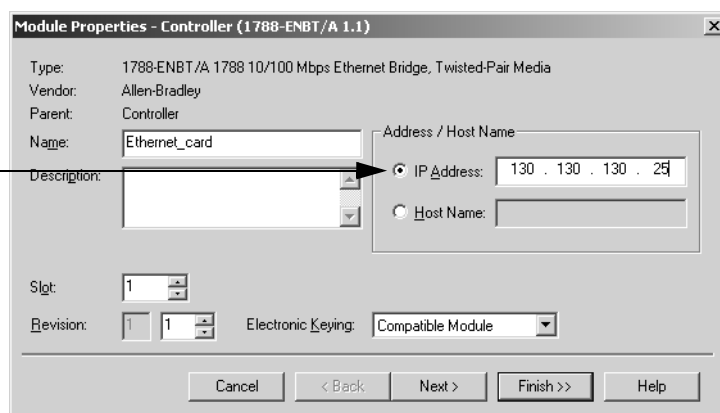 Module Properties - Controller (1788-ENBT/A 1.1)
Type: 1788-ENBT/A 1788 10/100 Mbps Ethernet Bridge, Twisted-Pair Media
Vendor: Allen-Bradley
Parent: Controller
Name: Ethernet_card
Description:
Address / Host Name
IP Address: 130 . 130 . 130 . 25
Host Name:
Slot: 1
Revision: 1 1 Electronic Keying: Compatible Module
Cancel < Back Next > Finish >> Help